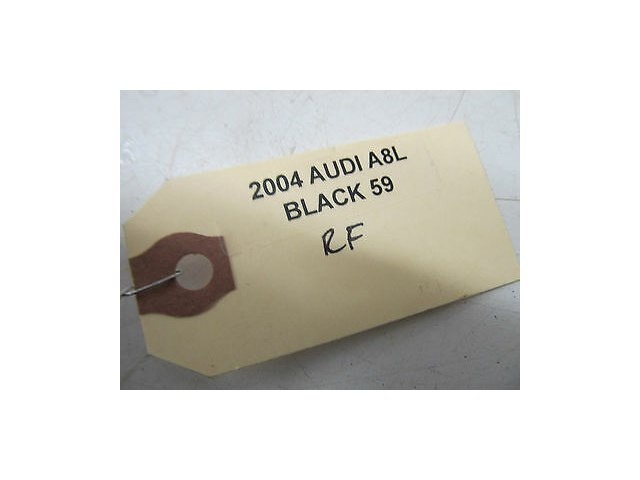 2004 AUDI A8L
BLACK 59
RF